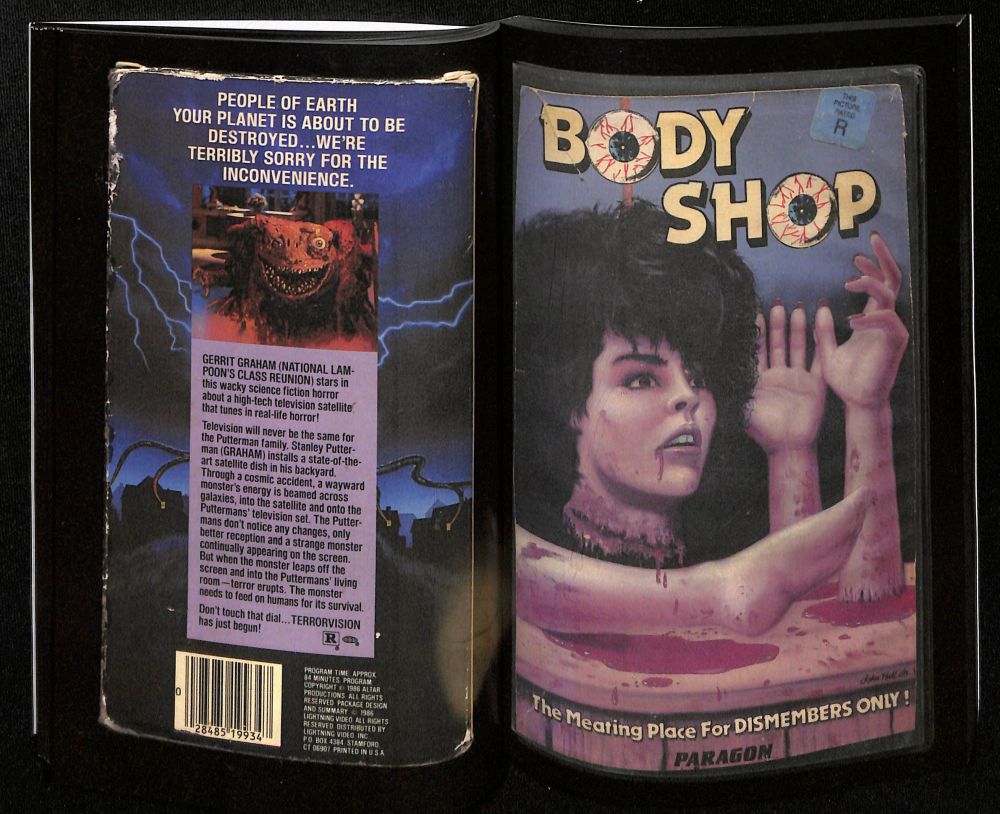 PEOPLE OF EARTH
YOUR PLANET IS ABOUT TO BE
DESTROYED...WE'RE
TERRIBLY SORRY FOR THE
INCONVENIENCE.
GERRIT GRAHAM (NATIONAL LAM-
POON'S CLASS REUNION) stars in
this wacky science fiction horror
about a high-tech television satellite
that tunes in real-life horror!
Television will never be the same for
the Putterman family. Stanley Putter-
man (GRAHAM) installs a state-of-the-
art satellite dish in his backyard.
Through a cosmic accident, a wayward
monster's energy is beamed across
galaxies, into the satellite and onto the
Puttermans' television set. The Putter-
mans don't notice any changes, only
better reception and a strange monster
continually appearing on the screen.
But when the monster leaps off the
screen and into the Puttermans' living
room—terror erupts. The monster
needs to feed on humans for its survival.
Don't touch that dial...TERRORVISION
has just begun!
R
0
28485 19934
PROGRAM TIME: APPROX.
84 MINUTES. PROGRAM
COPYRIGHT © 1986 ALTAR
PRODUCTIONS. ALL RIGHTS
RESERVED. PACKAGE DESIGN
AND SUMMARY © 1986
LIGHTNING VIDEO. ALL RIGHTS
RESERVED. DISTRIBUTED BY
LIGHTNING VIDEO, INC.
P.O. BOX 4384, STAMFORD,
CT 06907 PRINTED IN U.S.A.
BODY
SHOP
THIS
PICTURE
RATED
R
The Meating Place For DISMEMBERS ONLY !
PARAGON